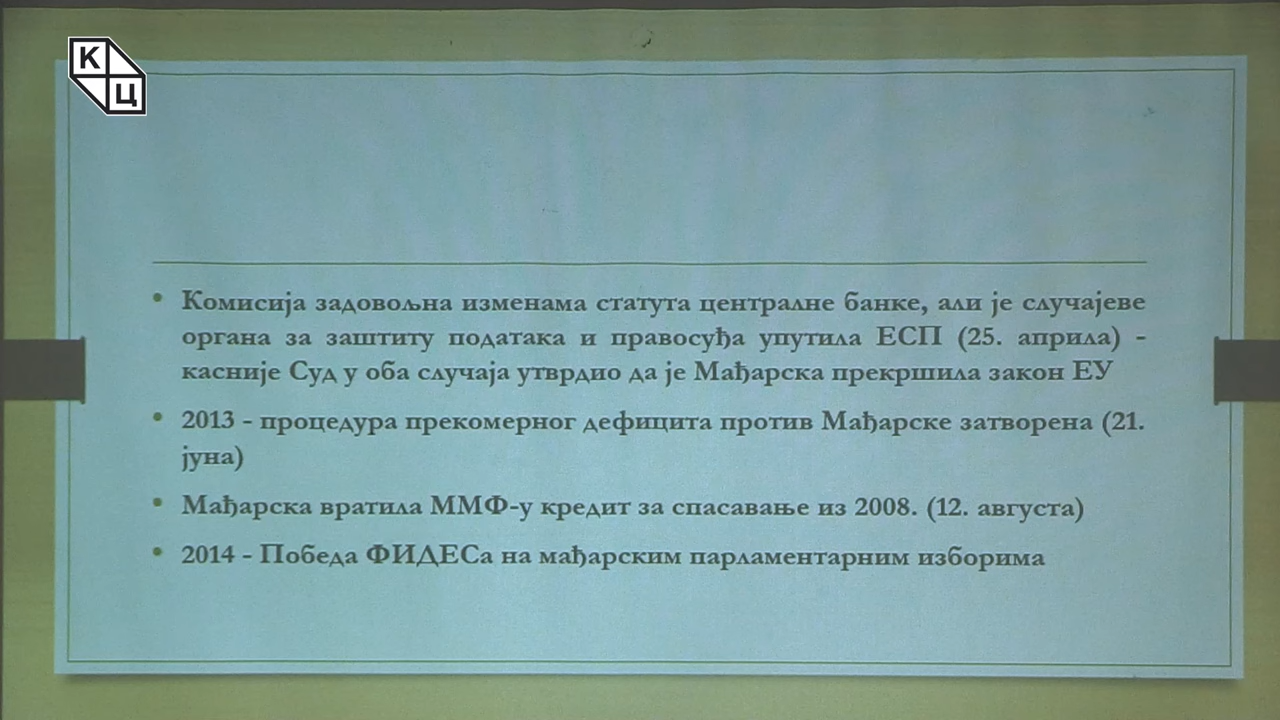 К
Ц
• Комисија задовољна изменама статута централне банке, али је случајеве
органа за заштиту података и правосуђа упутила ЕСП (25. априла) -
касније Суд у оба случаја утврдио да је Мађарска прекршила закон ЕУ
• 2013 - процедура прекомерног дефицита против Мађарске затворена (21.
јуна)
• Мађарска вратила ММФ-у кредит за спасавање из 2008. (12. августа)
• 2014 - Победа ФИДЕСа на мађарским парламентарним изборима